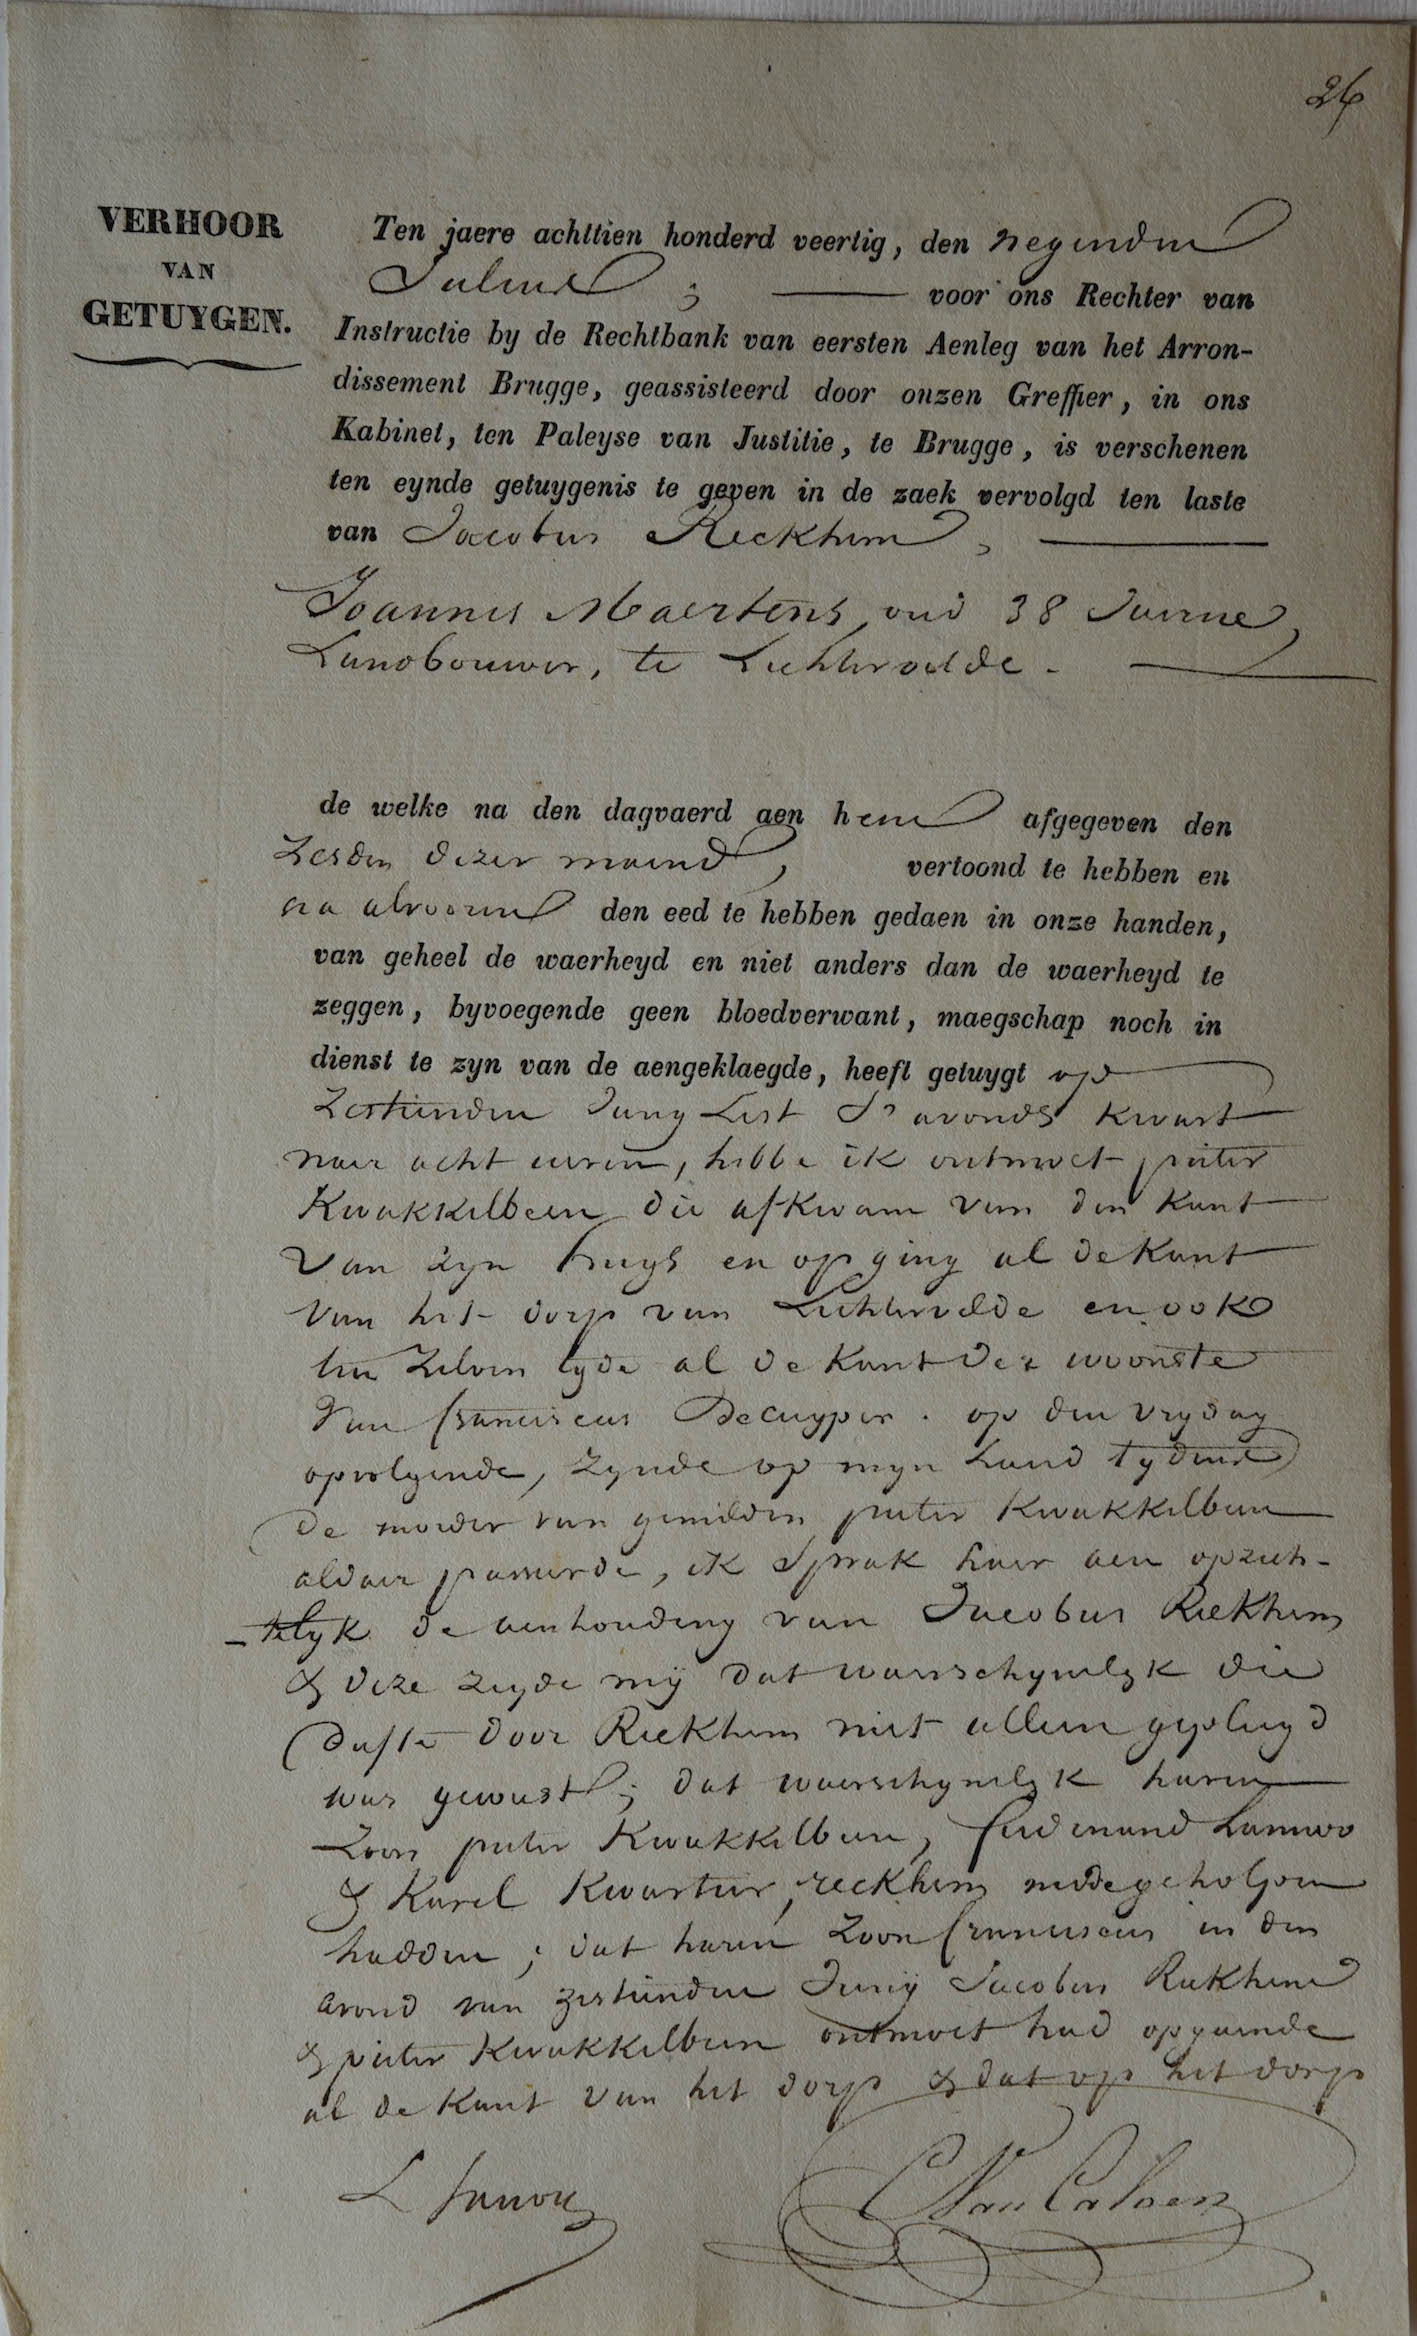 26
VERHOOR
VAN
GETUYGEN.
Ten jaere achttien honderd veertig, den negenden
Julius ; voor ons Rechter van
Instructie by de Rechtbank van eersten Aenleg van het Arron-
dissement Brugge, geassisteerd door onzen Greffier, in ons
Kabinet, ten Paleyse van Justitie, te Brugge, is verschenen
ten eynde getuygenis te geven in de zaek vervolgd ten laste
van Jacobus Reckhem,
Joannes Maertens, oud 38 Jaeren,
Landbouwer, te Lichtervelde.
de welke na den dagvaerd aen hem afgegeven den
Zesden dezer maend, vertoond te hebben en
na alvooren den eed te hebben gedaen in onze handen,
van geheel de waerheyd en niet anders dan de waerheyd te
zeggen, byvoegende geen bloedverwant, maegschap noch in
dienst te zyn van de aengeklaegde, heeft getuygt op
Zestienden Juny Lest S'avonds kwart
naer acht uren, hebbe ik ontmoet pieter
Kwakkelbeen die afkwam van den kant
van zyn huys en op ging al de kant
van het dorp van Lichtervelde en ook
ten zelven tyde al de kant der woonste
van franciscus Decuyper. op den vrydag
opvolgende, zynde op myn Land tydens
de moeder van gemelden pieter Kwakkelbeen
aldaer passeerde, ik sprak haer aen opzich-
-telyk de aenhouding van Jacobus Reckhem
& deze zeyde mij dat waerschynelyk die
dufte door Reckhem niet alleen gepleegd
was geweest; dat waerschynelyk haren
Zoon pieter Kwakkelbeen, ferdinand Lannoo
& Karel Kwartier, reckhem medegeholpen
hadden; dat haren Zoon franciscus in den
avond van zestienden Junij Jacobus Reckhem
& pieter Kwakkelbeen ontmoet had opgaende
al de kant van het dorp & dat op het dorp
C Van Caloen